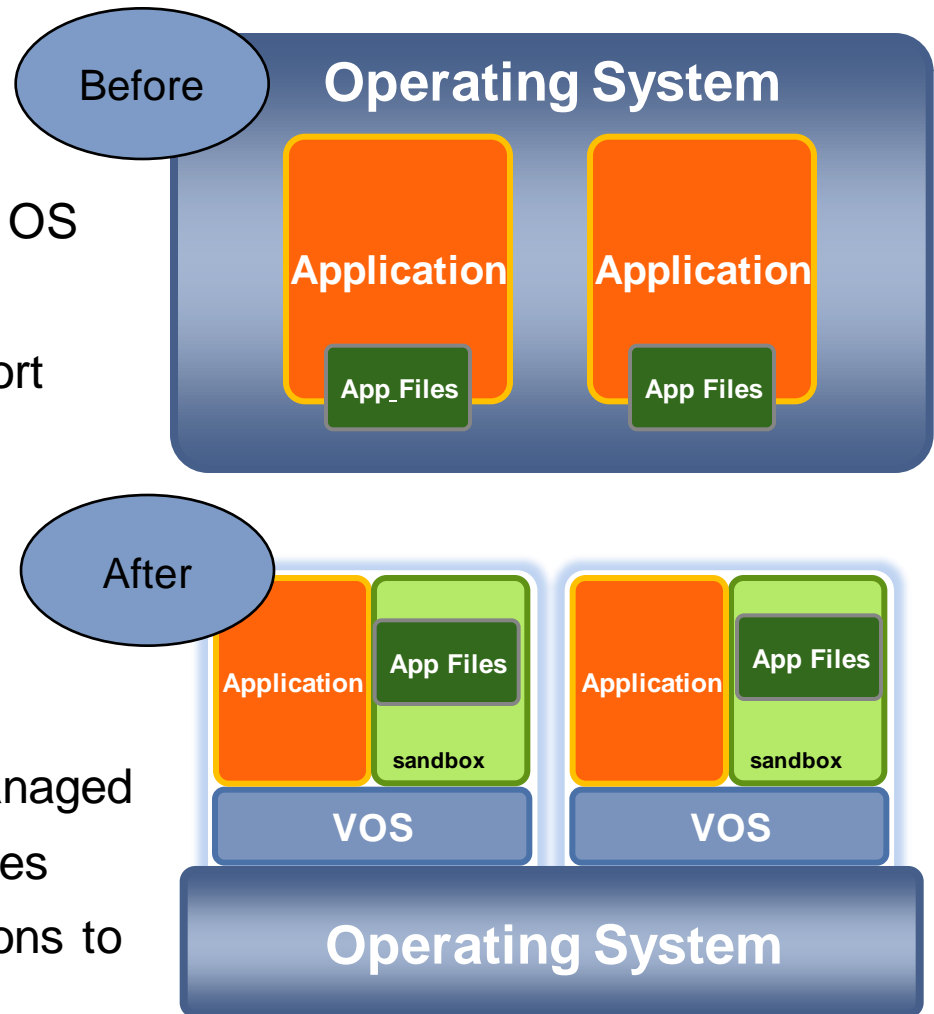 Before
Operating System
OS
Application
Application
ort
App_Files
App Files
After
Application
App Files
sandbox
Application
App Files
sandbox
anaged
VOS
VOS
es
ons to
Operating System